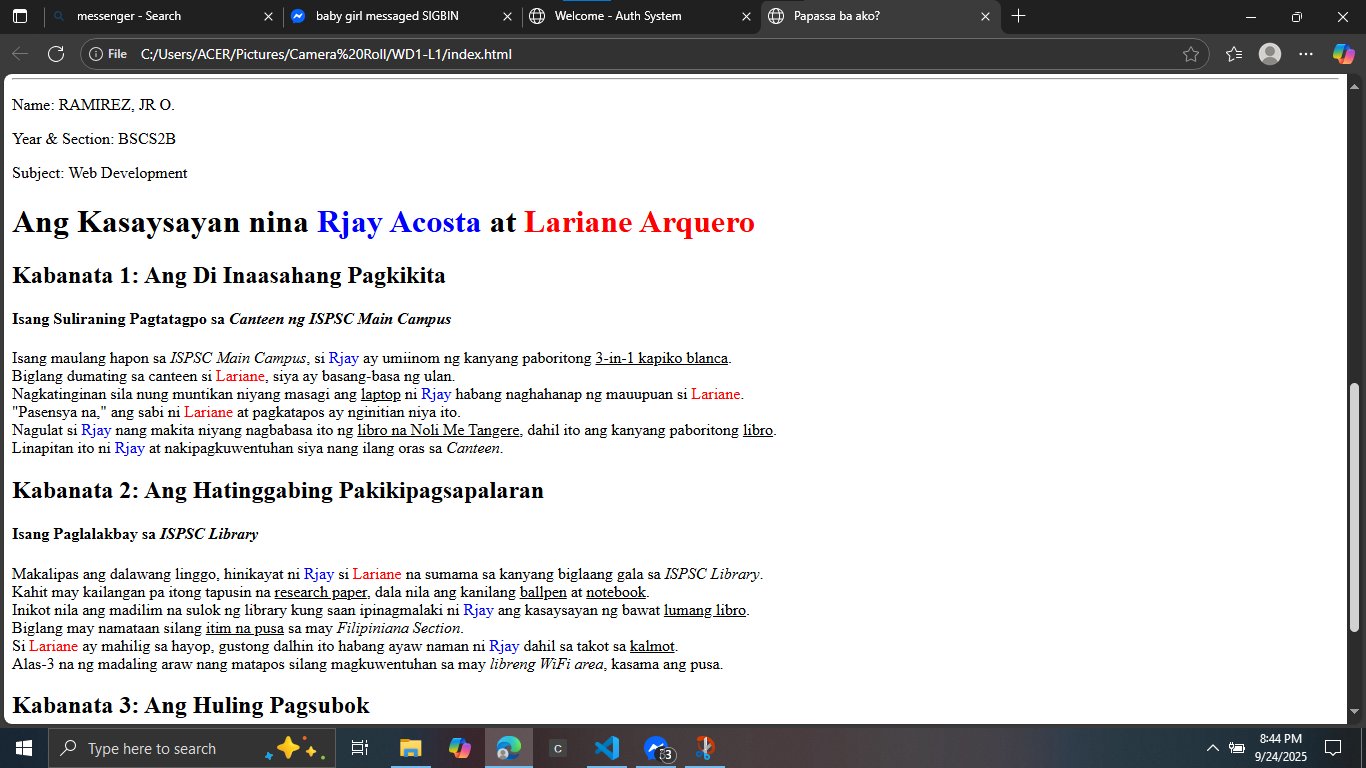 messenger - Search
baby girl messaged SIGBIN
Welcome - Auth System
Papassa ba ako?
File C:/Users/ACER/Pictures/Camera%20Roll/WD1-L1/index.html
Name: RAMIREZ, JR O.
Year & Section: BSCS2B
Subject: Web Development
Ang Kasaysayan nina Rjay Acosta at Lariane Arquero
Kabanata 1: Ang Di Inaasahang Pagkikita
Isang Suliraning Pagtatagpo sa Canteen ng ISPSC Main Campus
Isang maulang hapon sa ISPSC Main Campus, si Rjay ay umiinom ng kanyang paboritong 3-in-1 kapiko blanca.
Biglang dumating sa canteen si Lariane, siya ay basang-basa ng ulan.
Nagkatinginan sila nung muntikan niyang masagi ang laptop ni Rjay habang naghahanap ng mauupuan si Lariane.
"Pasensya na," ang sabi ni Lariane at pagkatapos ay nginitian niya ito.
Nagulat si Rjay nang makita niyang nagbabasa ito ng libro na Noli Me Tangere, dahil ito ang kanyang paboritong libro.
Linapitan ito ni Rjay at nakipagkuwentuhan siya nang ilang oras sa Canteen.
Kabanata 2: Ang Hatinggabing Pakikipagsapalaran
Isang Paglalakbay sa ISPSC Library
Makalipas ang dalawang linggo, hinikayat ni Rjay si Lariane na sumama sa kanyang biglaang gala sa ISPSC Library.
Kahit may kailangan pa itong tapusin na research paper, dala nila ang kanilang ballpen at notebook.
Inikot nila ang madilim na sulok ng library kung saan ipinagmalaki ni Rjay ang kasaysayan ng bawat lumang libro.
Biglang may namataan silang itim na pusa sa may Filipiniana Section.
Si Lariane ay mahilig sa hayop, gustong dalhin ito habang ayaw naman ni Rjay dahil sa takot sa kalmot.
Alas-3 na ng madaling araw nang matapos silang magkuwentuhan sa may libreng WiFi area, kasama ang pusa.
Kabanata 3: Ang Huling Pagsubok
Type here to search
C
8:44 PM
9/24/2025